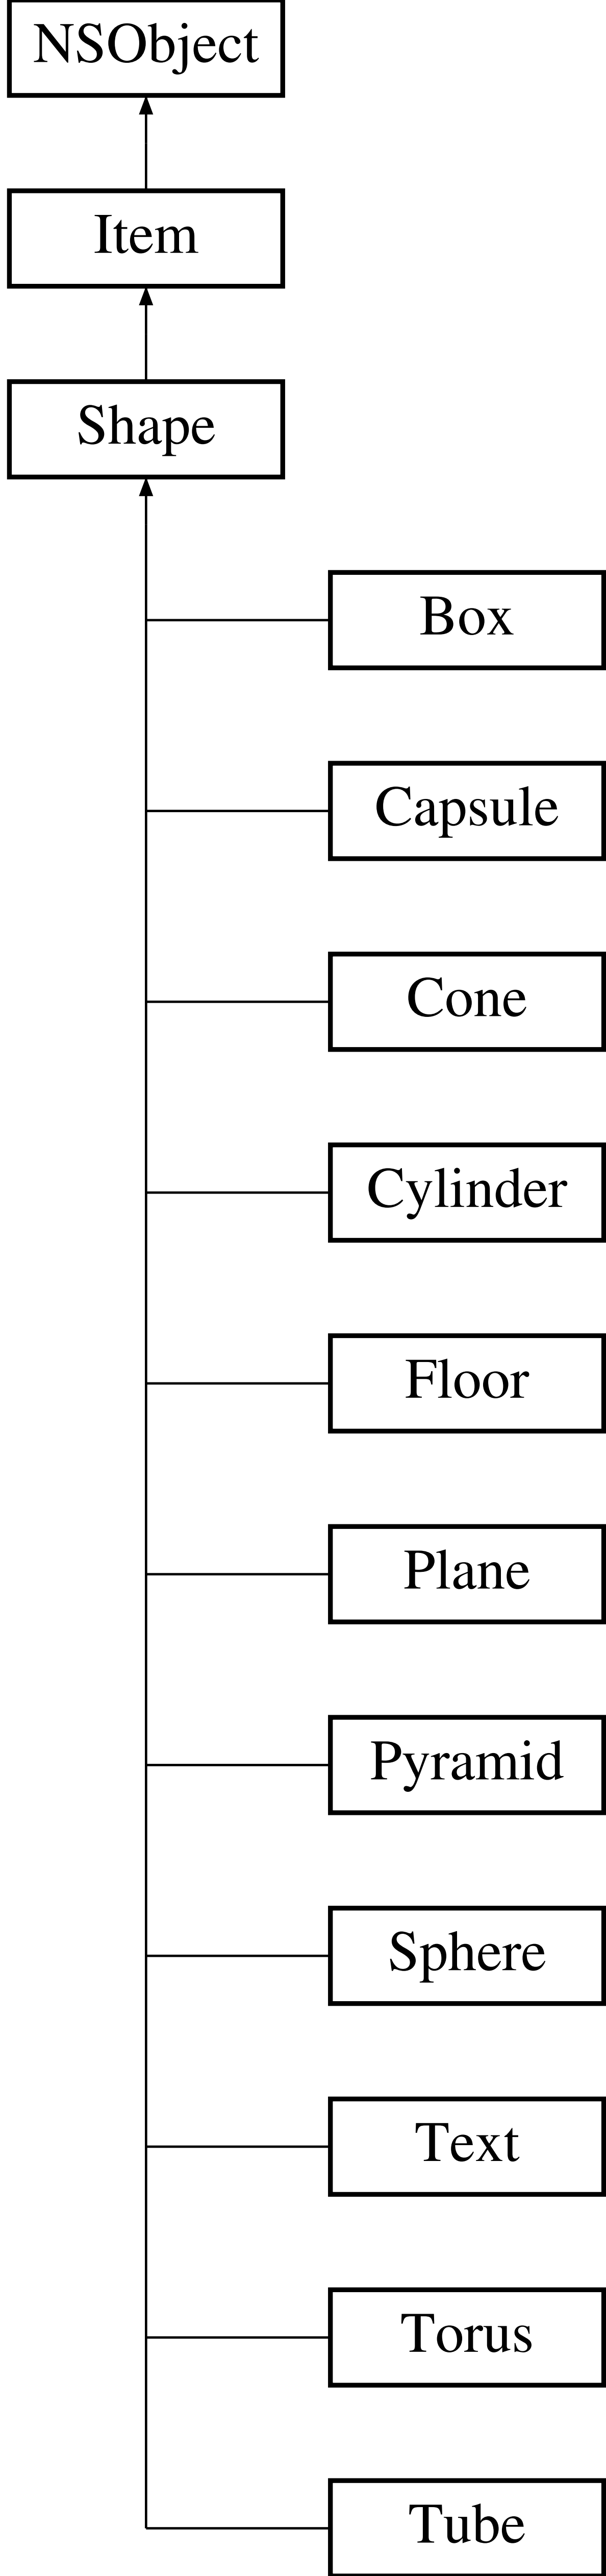 NSObject
Item
Shape
Box
Capsule
Cone
Cylinder
Floor
Plane
Pyramid
Sphere
Text
Torus
Tube